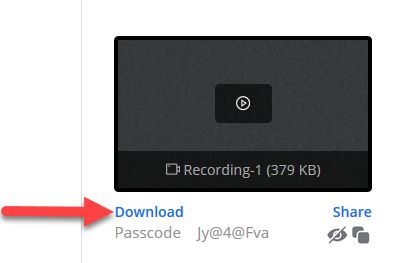 Recording-1 (379 KB)
Download Share
Passcode Jy@4@Fva